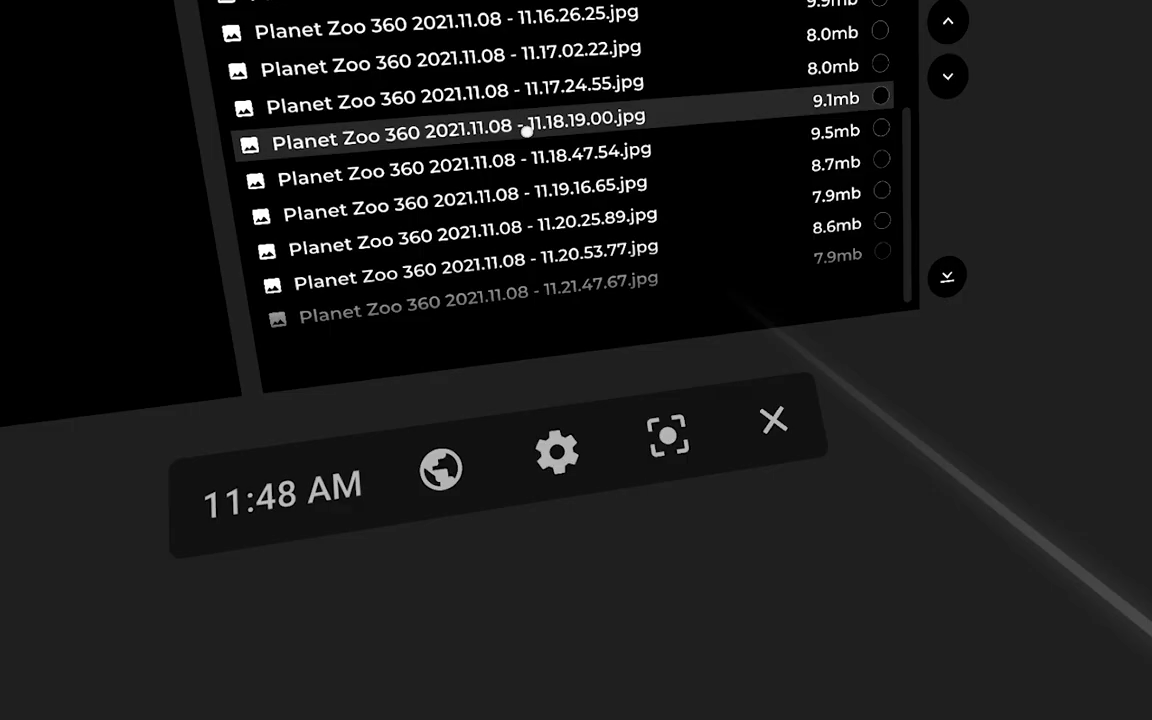 Planet Zoo 360 2021.11.08 - 11.16.26.25.jpg 9.9mb
Planet Zoo 360 2021.11.08 - 11.17.02.22.jpg 8.0mb
Planet Zoo 360 2021.11.08 - 11.17.24.55.jpg 8.0mb
Planet Zoo 360 2021.11.08 - 11.18.19.00.jpg 9.1mb
Planet Zoo 360 2021.11.08 - 11.18.47.54.jpg 9.5mb
Planet Zoo 360 2021.11.08 - 11.19.16.65.jpg 8.7mb
Planet Zoo 360 2021.11.08 - 11.20.25.89.jpg 7.9mb
Planet Zoo 360 2021.11.08 - 11.20.53.77.jpg 8.6mb
Planet Zoo 360 2021.11.08 - 11.21.47.67.jpg 7.9mb
11:48 AM